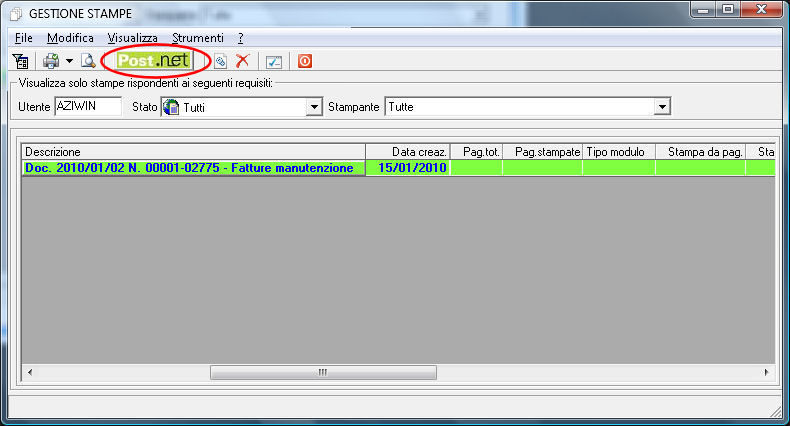 GESTIONE STAMPE
File Modifica Visualizza Strumenti ?
Post.net
Visualizza solo stampe rispondenti ai seguenti requisiti:
Utente AZIWIN Stato Tutti Stampante Tutte
Descrizione Data creaz. Pag.tot. Pag.stampate Tipo modulo Stampa da pag. Sta
Doc. 2010/01/02 N. 00001-02775 - Fatture manutenzione 15/01/2010